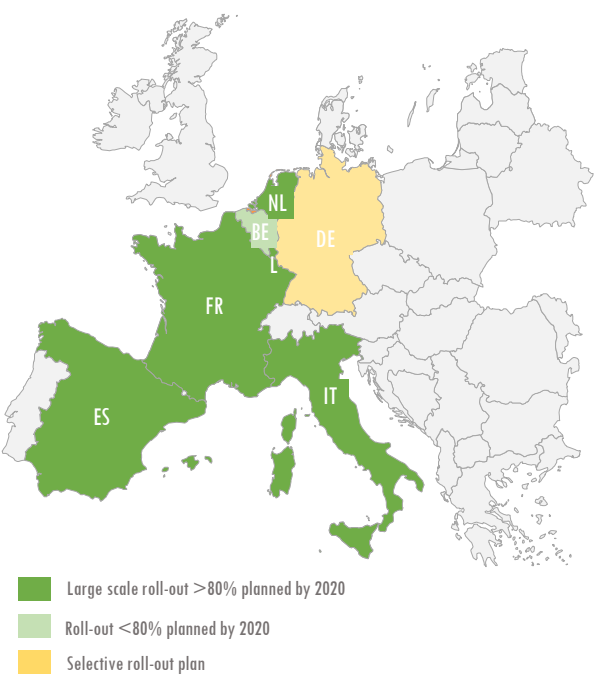 NL
BE
DE
L
FR
IT
ES
Large scale roll-out >80% planned by 2020
Roll-out <80% planned by 2020
Selective roll-out plan